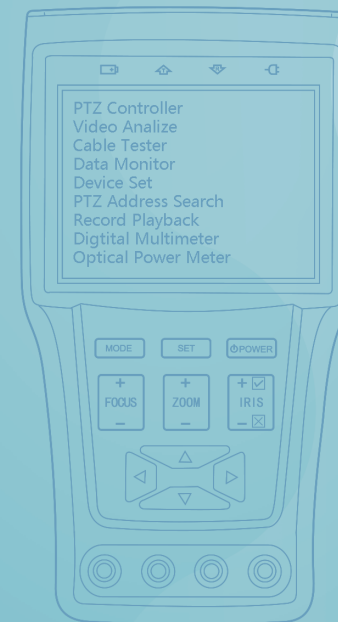 PTZ Controller
Video Analize
Cable Tester
Data Monitor
Device Set
PTZ Address Search
Record Playback
Digtital Multimeter
Optical Power Meter
MODE SET POWER
+ + +
FOCUS ZOOM IRIS
- - -